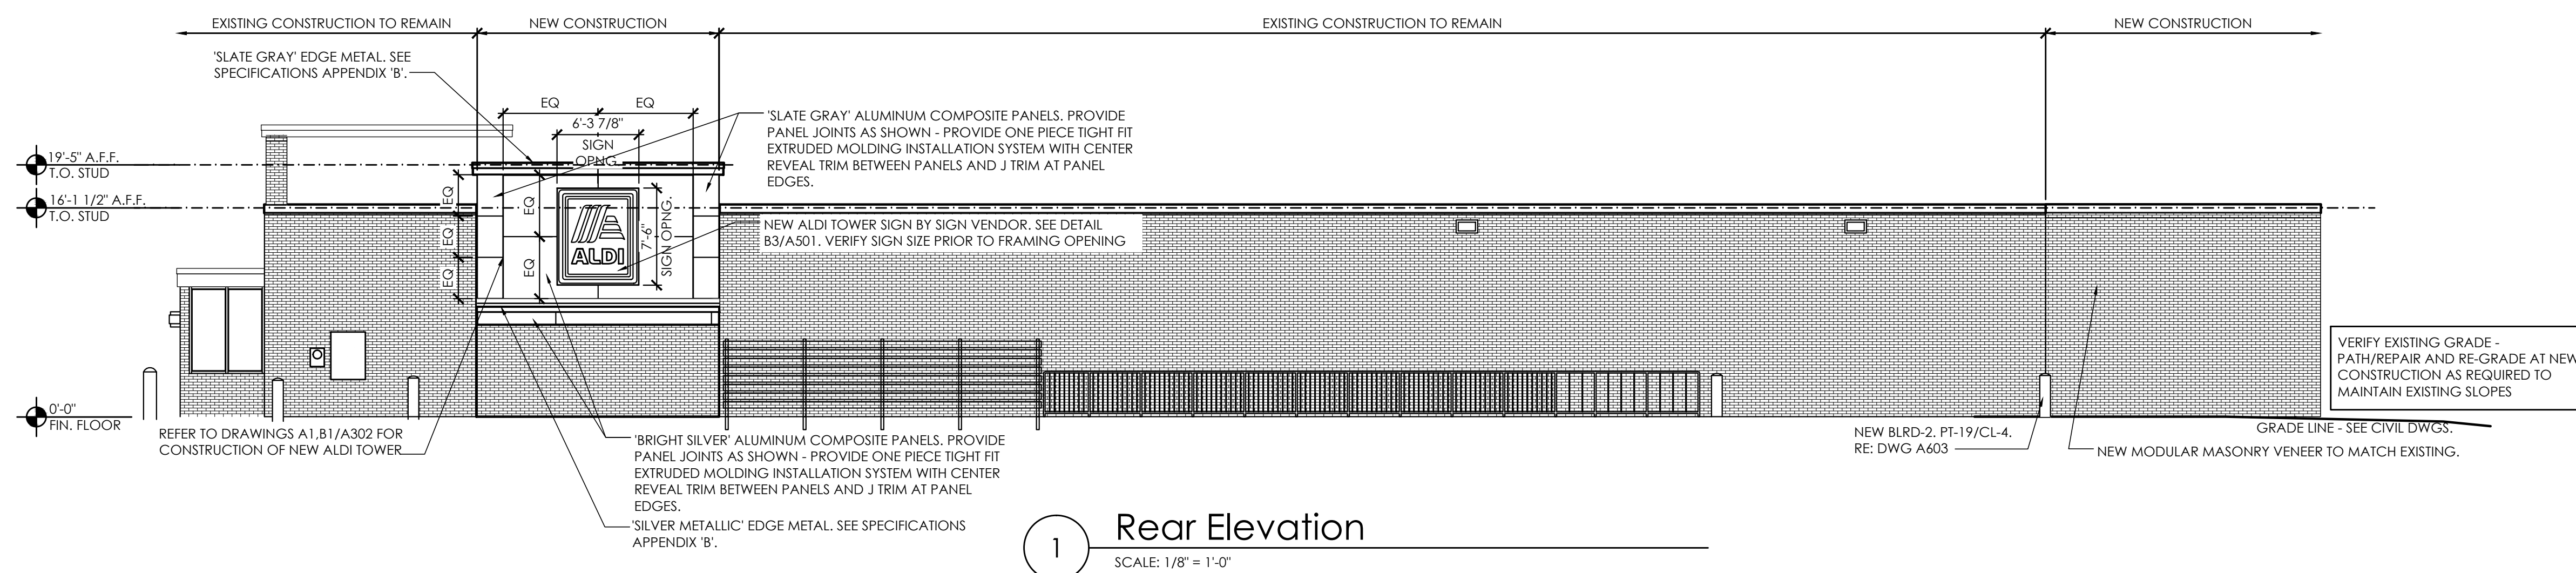 EXISTING CONSTRUCTION TO REMAIN
NEW CONSTRUCTION
EXISTING CONSTRUCTION TO REMAIN
NEW CONSTRUCTION
'SLATE GRAY' EDGE METAL. SEE
SPECIFICATIONS APPENDIX 'B'.
EQ
EQ
6'-3 7/8"
SIGN
OPNG.
'SLATE GRAY' ALUMINUM COMPOSITE PANELS. PROVIDE
PANEL JOINTS AS SHOWN - PROVIDE ONE PIECE TIGHT FIT
EXTRUDED MOLDING INSTALLATION SYSTEM WITH CENTER
REVEAL TRIM BETWEEN PANELS AND J TRIM AT PANEL
EDGES.
19'-5" A.F.F.
T.O. STUD
16'-1 1/2" A.F.F.
T.O. STUD
EQ
EQ
EQ
EQ
EQ
ALDI
7'-6"
SIGN OPNG.
NEW ALDI TOWER SIGN BY SIGN VENDOR. SEE DETAIL
B3/A501. VERIFY SIGN SIZE PRIOR TO FRAMING OPENING
VERIFY EXISTING GRADE -
PATH/REPAIR AND RE-GRADE AT NEW
CONSTRUCTION AS REQUIRED TO
MAINTAIN EXISTING SLOPES
0'-0"
FIN. FLOOR
REFER TO DRAWINGS A1,B1/A302 FOR
CONSTRUCTION OF NEW ALDI TOWER
'BRIGHT SILVER' ALUMINUM COMPOSITE PANELS. PROVIDE
PANEL JOINTS AS SHOWN - PROVIDE ONE PIECE TIGHT FIT
EXTRUDED MOLDING INSTALLATION SYSTEM WITH CENTER
REVEAL TRIM BETWEEN PANELS AND J TRIM AT PANEL
EDGES.
'SILVER METALLIC' EDGE METAL. SEE SPECIFICATIONS
APPENDIX 'B'.
NEW BLRD-2. PT-19/CL-4.
RE: DWG A603
GRADE LINE - SEE CIVIL DWGS.
NEW MODULAR MASONRY VENEER TO MATCH EXISTING.
1
Rear Elevation
SCALE: 1/8" = 1'-0"